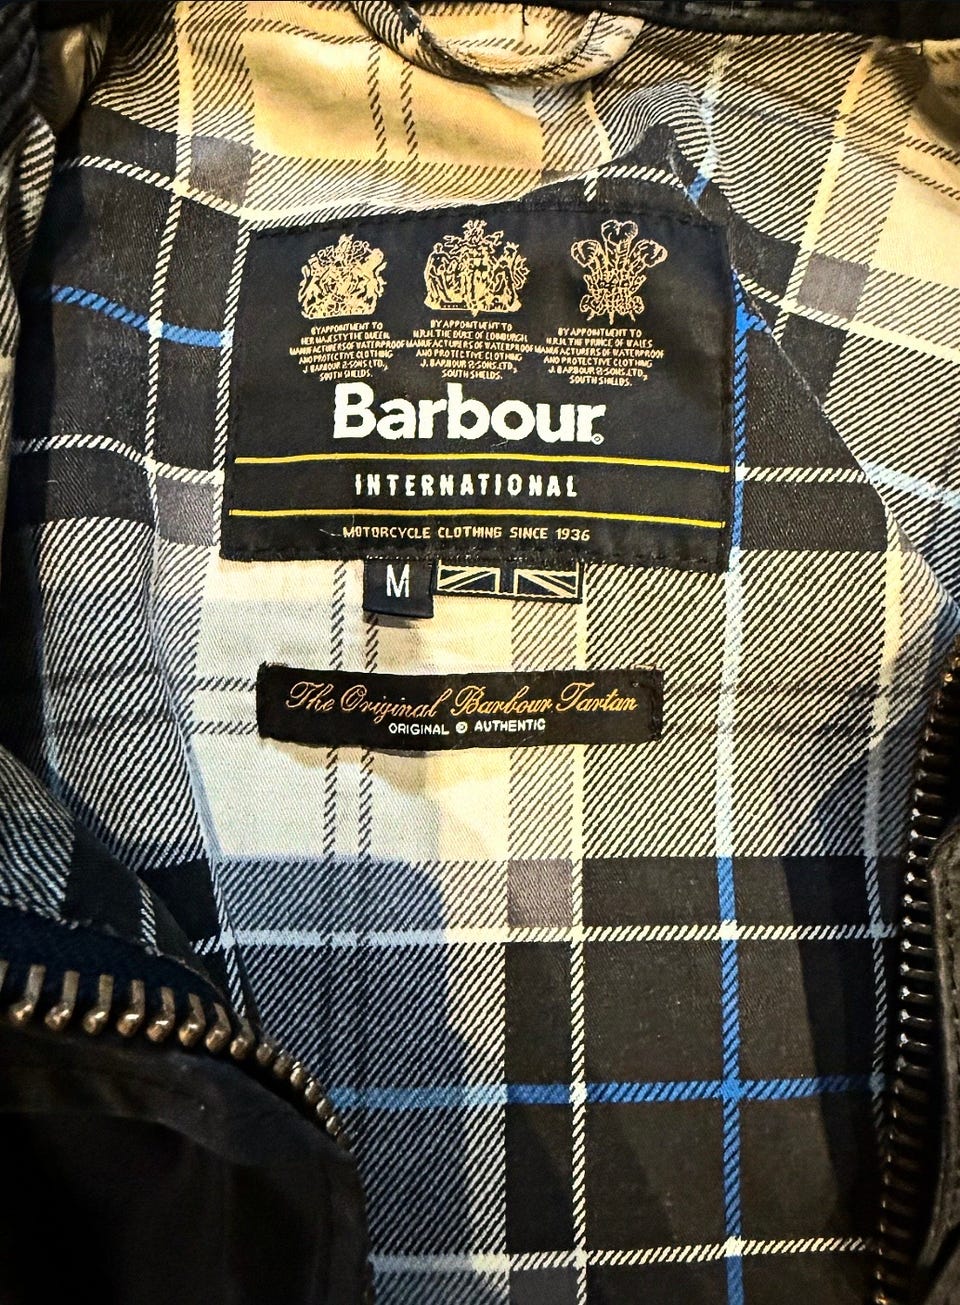 BY APPOINTMENT TO
HER MAJESTY THE QUEEN
MANUFACTURERS OF WATERPROOF
AND PROTECTIVE CLOTHING
J. BARBOUR & SONS LTD.,
SOUTH SHIELDS.
BY APPOINTMENT TO
H.R.H. THE DUKE OF EDINBURGH
MANUFACTURERS OF WATERPROOF
AND PROTECTIVE CLOTHING
J. BARBOUR & SONS LTD.,
SOUTH SHIELDS.
BY APPOINTMENT TO
H.R.H. THE PRINCE OF WALES
MANUFACTURERS OF WATERPROOF
AND PROTECTIVE CLOTHING
J. BARBOUR & SONS LTD.,
SOUTH SHIELDS.
Barbour®
INTERNATIONAL
MOTORCYCLE CLOTHING SINCE 1936
M
The Original Barbour Tartan
ORIGINAL © AUTHENTIC